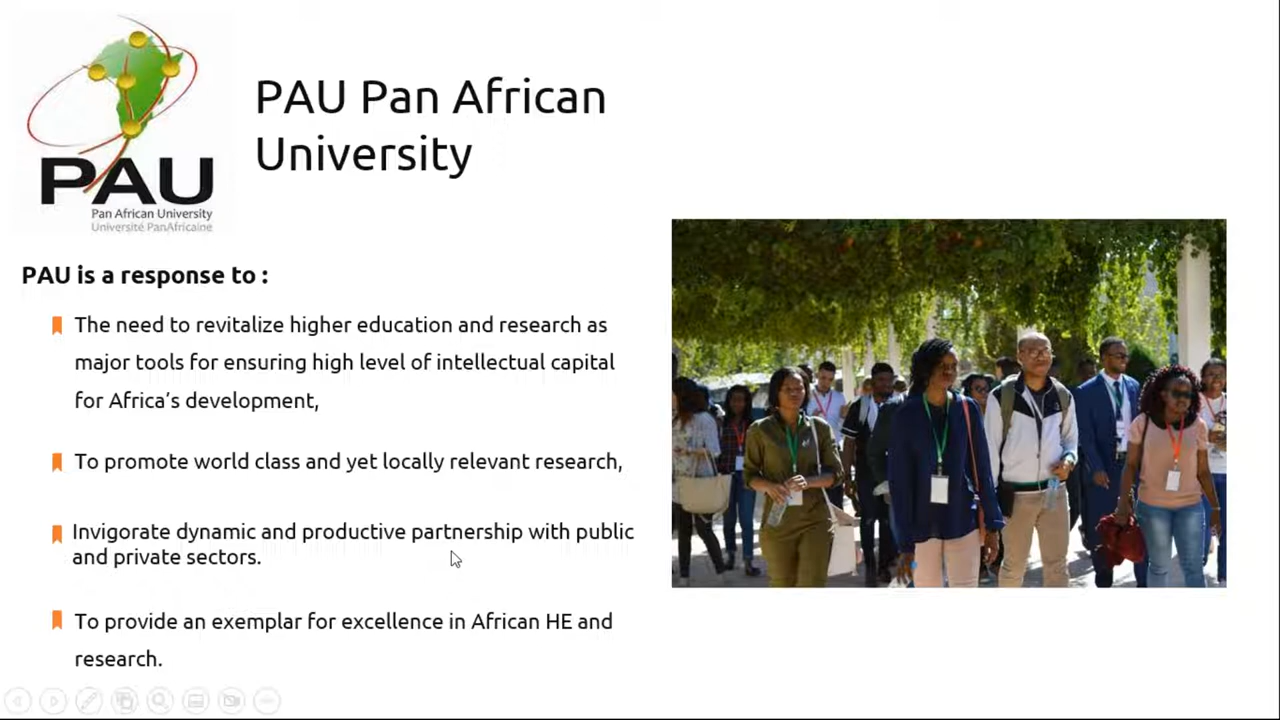 PAU
Pan African University
Université PanAfricaine
PAU Pan African
University
PAU is a response to :
The need to revitalize higher education and research as
major tools for ensuring high level of intellectual capital
for Africa's development,
To promote world class and yet locally relevant research,
Invigorate dynamic and productive partnership with public
and private sectors.
To provide an exemplar for excellence in African HE and
research.